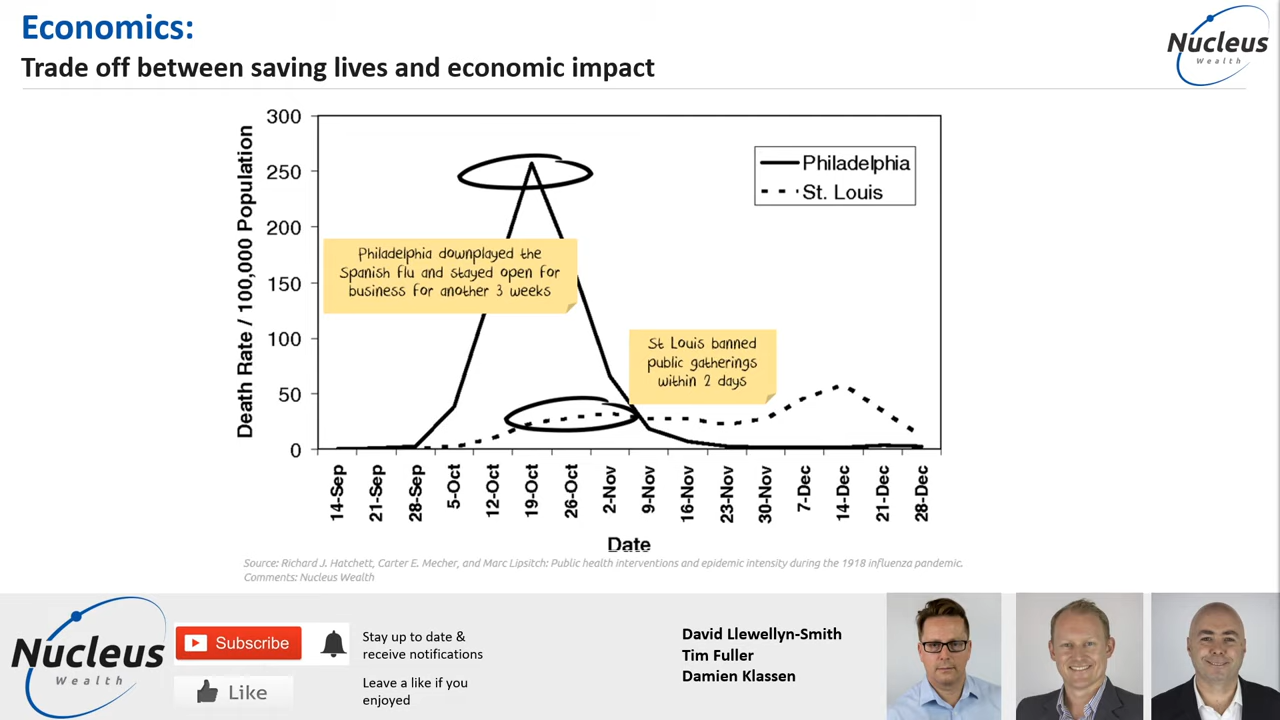 Economics:
Trade off between saving lives and economic impact
Nucleus
Wealth
300
250
200
150
100
50
0
Death Rate / 100,000 Population
Philadelphia
St. Louis
Philadelphia downplayed the
Spanish flu and stayed open for
business for another 3 weeks
St Louis banned
public gatherings
within 2 days
14-Sep
21-Sep
28-Sep
5-Oct
12-Oct
19-Oct
26-Oct
2-Nov
9-Nov
16-Nov
23-Nov
30-Nov
7-Dec
14-Dec
21-Dec
28-Dec
Date
Source: Richard J. Hatchett, Carter E. Mecher, and Marc Lipsitch: Public health interventions and epidemic intensity during the 1918 influenza pandemic.
Comments: Nucleus Wealth
Nucleus
Wealth
Subscribe
Like
Stay up to date &
receive notifications
Leave a like if you
enjoyed
David Llewellyn-Smith
Tim Fuller
Damien Klassen